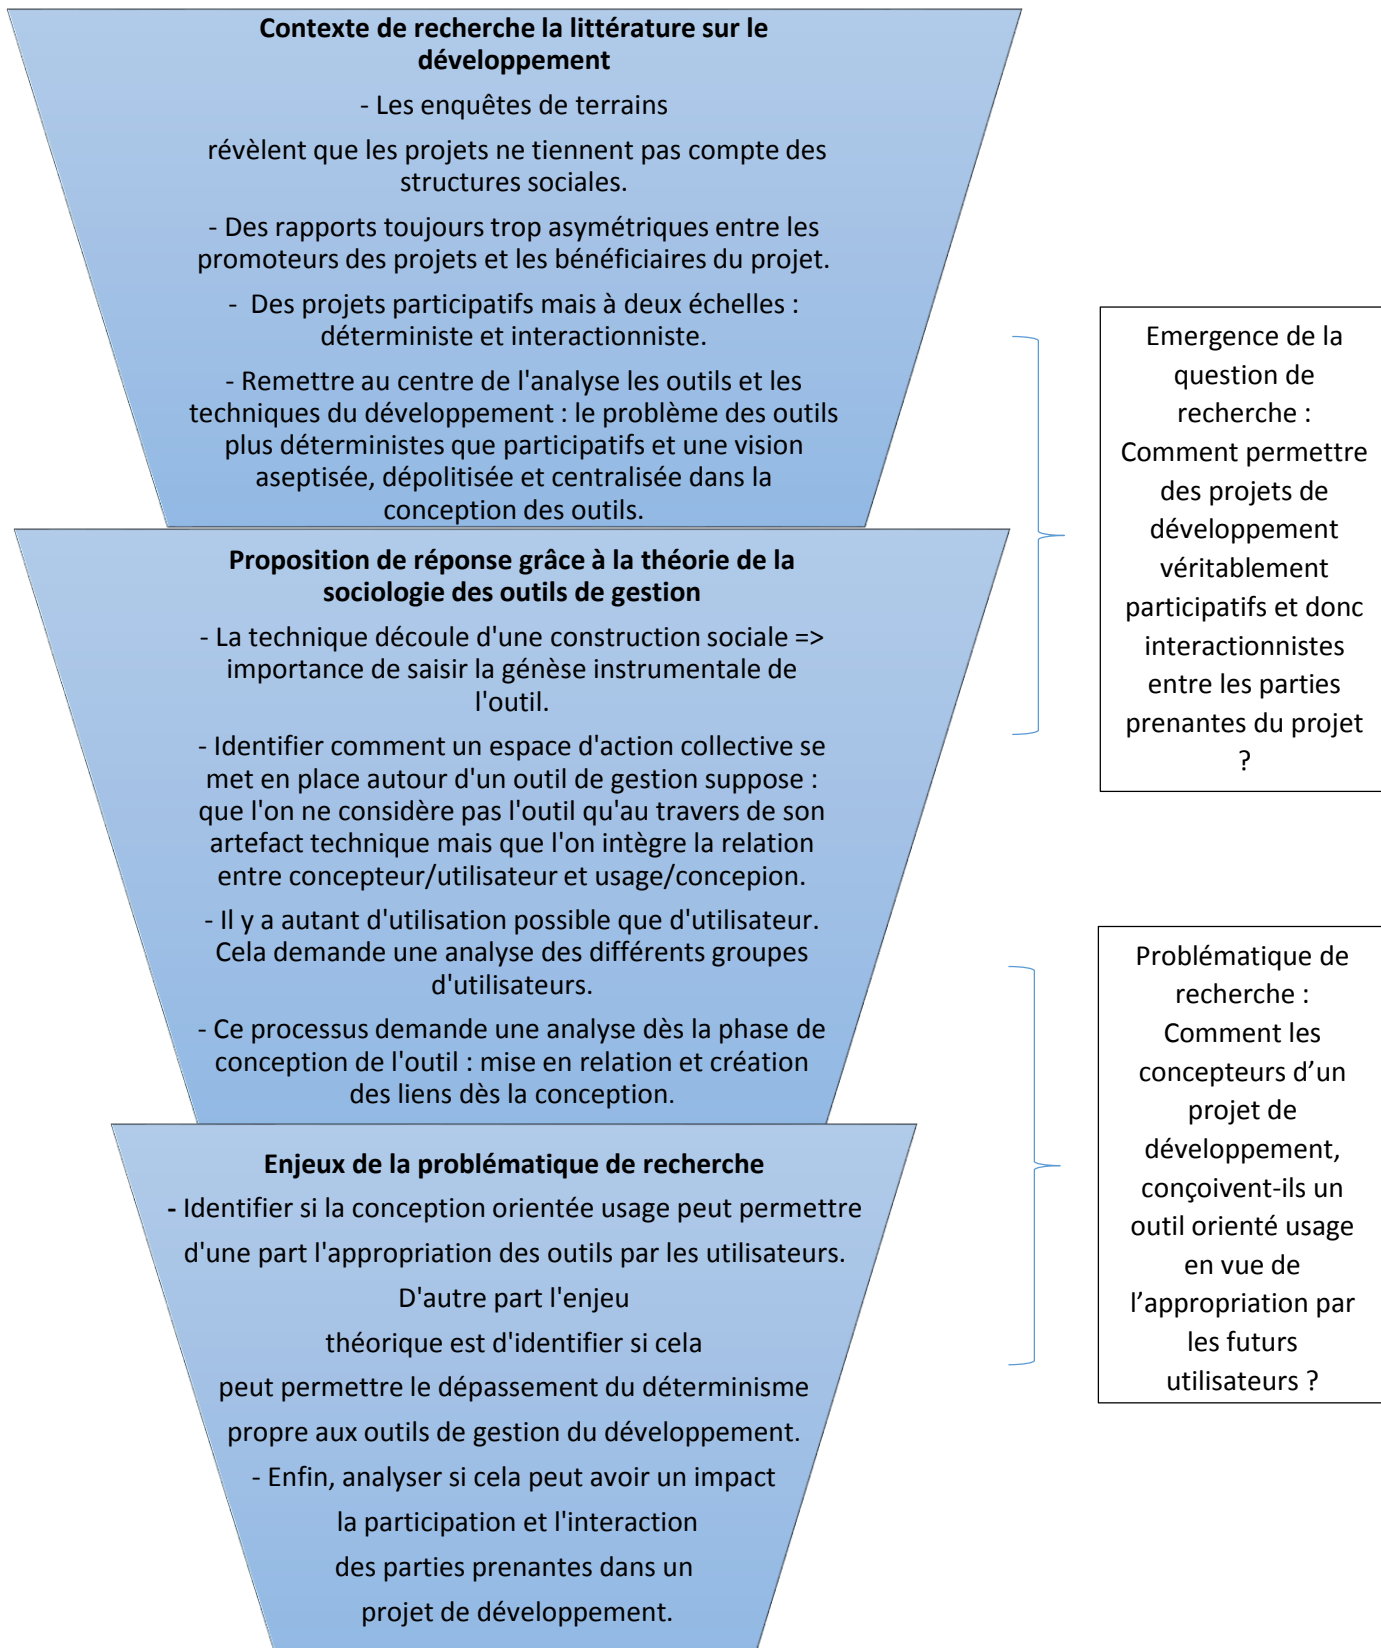 Contexte de recherche la littérature sur le
développement
- Les enquêtes de terrains
révèlent que les projets ne tiennent pas compte des
structures sociales.
- Des rapports toujours trop asymétriques entre les
promoteurs des projets et les bénéficiaires du projet.
- Des projets participatifs mais à deux échelles :
déterministe et interactionniste.
- Remettre au centre de l'analyse les outils et les
techniques du développement : le problème des outils
plus déterministes que participatifs et une vision
aseptisée, dépolitisée et centralisée dans la
conception des outils.
Emergence de la
question de
recherche :
Comment permettre
des projets de
développement
véritablement
participatifs et donc
interactionnistes
entre les parties
prenantes du projet
?
Proposition de réponse grâce à la théorie de la
sociologie des outils de gestion
- La technique découle d'une construction sociale =>
importance de saisir la génèse instrumentale de
l'outil.
- Identifier comment un espace d'action collective se
met en place autour d'un outil de gestion suppose :
que l'on ne considère pas l'outil qu'au travers de son
artefact technique mais que l'on intègre la relation
entre concepteur/utilisateur et usage/concepion.
- Il y a autant d'utilisation possible que d'utilisateur.
Cela demande une analyse des différents groupes
d'utilisateurs.
- Ce processus demande une analyse dès la phase de
conception de l'outil : mise en relation et création
des liens dès la conception.
Problématique de
recherche :
Comment les
concepteurs d’un
projet de
développement,
conçoivent-ils un
outil orienté usage
en vue de
l’appropriation par
les futurs
utilisateurs ?
Enjeux de la problématique de recherche
- Identifier si la conception orientée usage peut permettre
d'une part l'appropriation des outils par les utilisateurs.
D'autre part l'enjeu
théorique est d'identifier si cela
peut permettre le dépassement du déterminisme
propre aux outils de gestion du développement.
- Enfin, analyser si cela peut avoir un impact
la participation et l'interaction
des parties prenantes dans un
projet de développement.